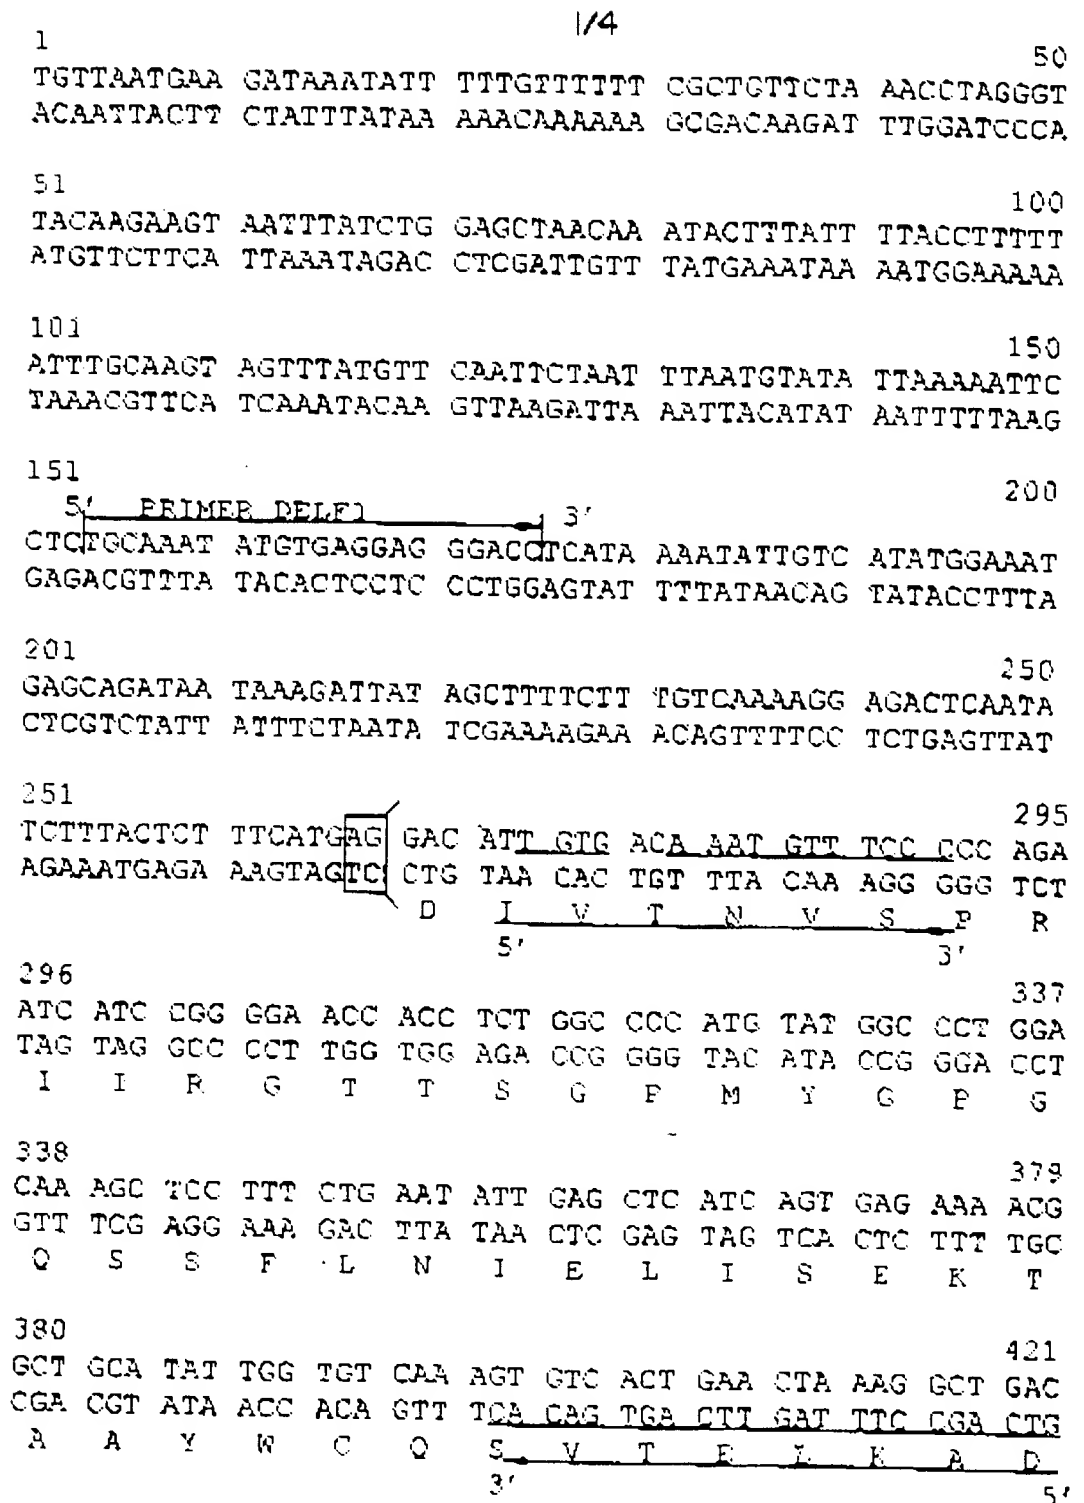 1/4
1 50
TGTTAATGAA GATAAATATT TTTGTTTTTT CGCTGTTCTA AACCTAGGGT
ACAATTACTT CTATTTATAA AAACAAAAAA GCGACAAGAT TTGGATCCCA
51 100
TACAAGAAGT AATTTATCTG GAGCTAACAA ATACTTTATT TTACCTTTTT
ATGTTCTTCA TTAAATAGAC CTCGATTGTT TATGAAATAA AATGGAAAAA
101 150
ATTTGCAAGT AGTTTATGTT CAATTCTAAT TTAATGTATA TTAAAAATTC
TAAACGTTCA TCAAATACAA GTTAAGATTA AATTACATAT AATTTTTAAG
151 200
5' PRIMER DELF1 3'
CTCTGCAAAT ATGTGAGGAG GGACCTCATA AAATATTGTC ATATGGAAAT
GAGACGTTTA TACACTCCTC CCTGGAGTAT TTTATAACAG TATACCTTTA
201 250
GAGCAGATAA TAAAGATTAT AGCTTTTCTT TGTCAAAAGG AGACTCAATA
CTCGTCTATT ATTTCTAATA TCGAAAAGAA ACAGTTTTCC TCTGAGTTAT
251 295
TCTTTACTCT TTCATGAG GAC ATT GTG ACA AAT GTT TCC CCC AGA
AGAAATGAGA AAGTAGTC CTG TAA CAC TGT TTA CAA AGG GGG TCT
D I V T N V S P R
5' 3'
296 337
ATC ATC CGG GGA ACC ACC TCT GGC CCC ATG TAT GGC CCT GGA
TAG TAG GCC CCT TGG TGG AGA CCG GGG TAC ATA CCG GGA CCT
I I R G T T S G P M Y G P G
338 379
CAA AGC TCC TTT CTG AAT ATT GAG CTC ATC AGT GAG AAA ACG
GTT TCG AGG AAA GAC TTA TAA CTC GAG TAG TCA CTC TTT TGC
Q S S F L N I E L I S E K T
380 421
GCT GCA TAT TGG TGT CAA AGT GTC ACT GAA CTA AAG GCT GAC
CGA CGT ATA ACC ACA GTT TCA CAG TGA CTT GAT TTC CGA CTG
A A Y W C Q S V T E L K A D
3' 5'